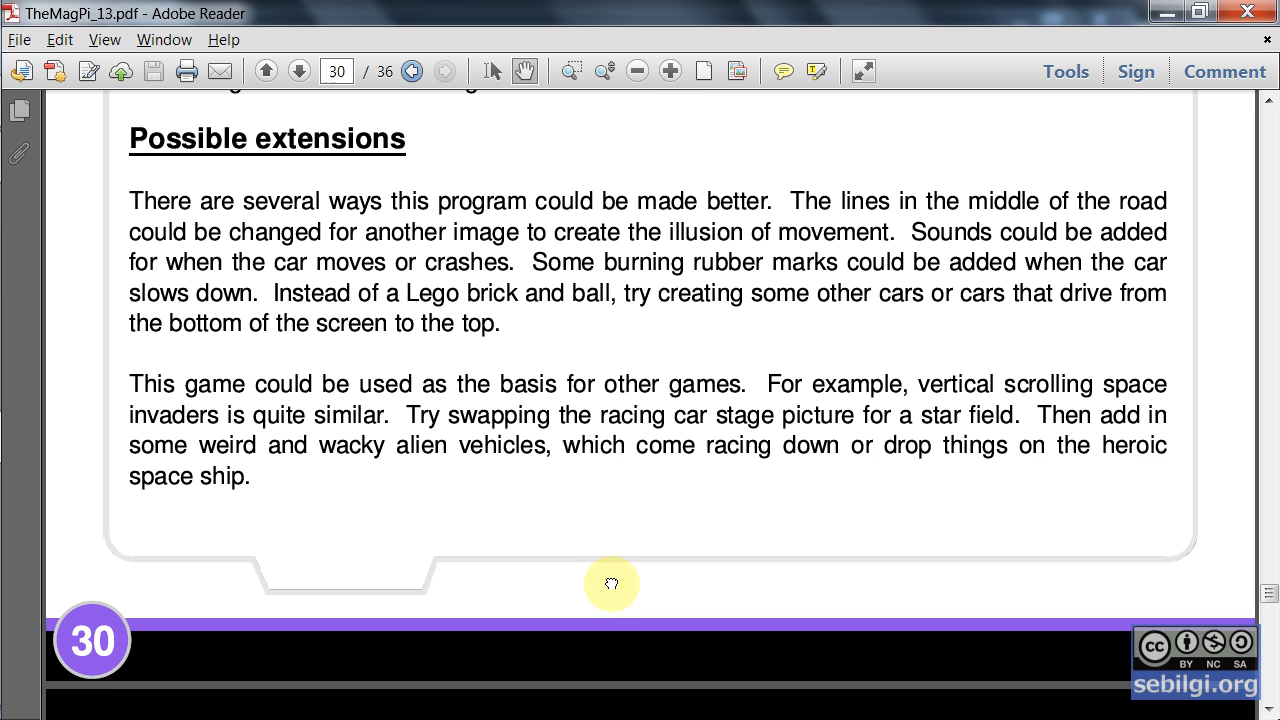 TheMagPi_13.pdf - Adobe Reader
File Edit View Window Help
30 / 36
Tools Sign Comment
Possible extensions
There are several ways this program could be made better. The lines in the middle of the road
could be changed for another image to create the illusion of movement. Sounds could be added
for when the car moves or crashes. Some burning rubber marks could be added when the car
slows down. Instead of a Lego brick and ball, try creating some other cars or cars that drive from
the bottom of the screen to the top.
This game could be used as the basis for other games. For example, vertical scrolling space
invaders is quite similar. Try swapping the racing car stage picture for a star field. Then add in
some weird and wacky alien vehicles, which come racing down or drop things on the heroic
space ship.
30
cc
BY NC SA
sebilgi.org